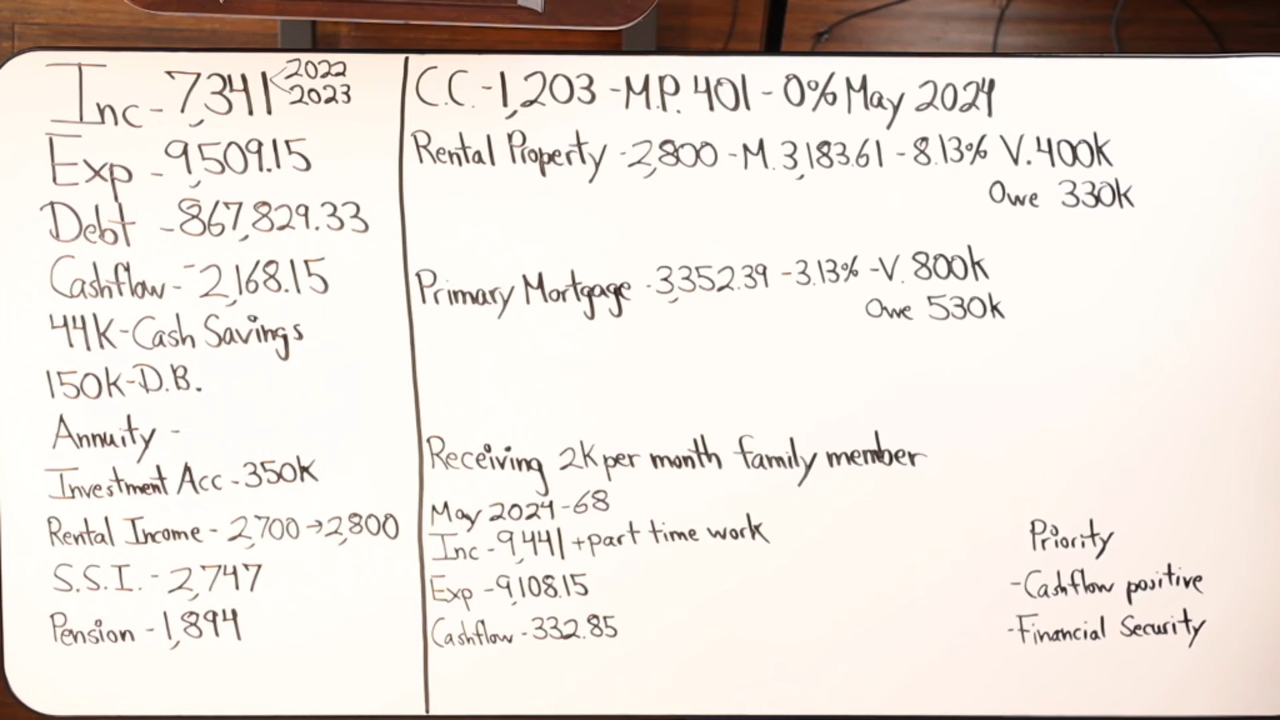 Inc - 7,341 < 2022
2023
Exp - 9,509.15
Debt - 867,829.33
Cashflow - -2,168.15
44K - Cash Savings
150K - D.B.
Annuity -
Investment Acc - 350K
Rental Income - 2,700 → 2,800
S.S.I. - 2,747
Pension - 1,894
C.C. - 1,203 - M.P. 401 - 0% May 2024
Rental Property - 2,800 - M. 3,183.61 - 8.13% V. 400k
Owe 330k
Primary Mortgage - 3,352.39 - 3.13% - V. 800k
Owe 530k
Receiving 2K per month family member
May 2024 - 68
Inc - 9,441 + part time work
Exp - 9,108.15
Cashflow - 332.85
Priority
- Cashflow positive
- Financial Security